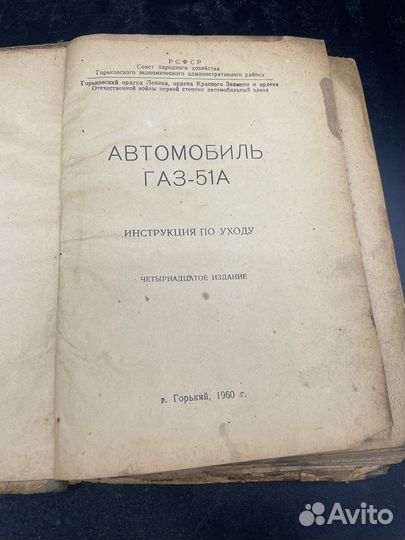 РСФСР
Совет народного хозяйства
Горьковского экономического административного района
Горьковский ордена Ленина, ордена Красного Знамени и ордена
Отечественной войны первой степени автомобильный завод
АВТОМОБИЛЬ
ГАЗ-51А
ИНСТРУКЦИЯ ПО УХОДУ
ЧЕТЫРНАДЦАТОЕ ИЗДАНИЕ
г. Горький, 1960 г.
Avito